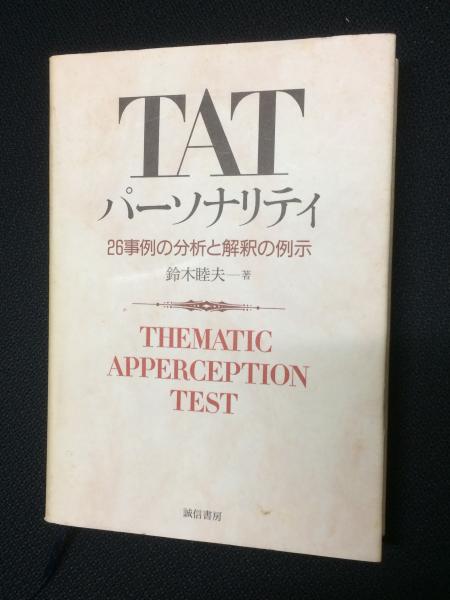 TAT
パーソナリティ
26事例の分析と解釈の例示
鈴木睦夫─著
THEMATIC
APPERCEPTION
TEST
誠信書房